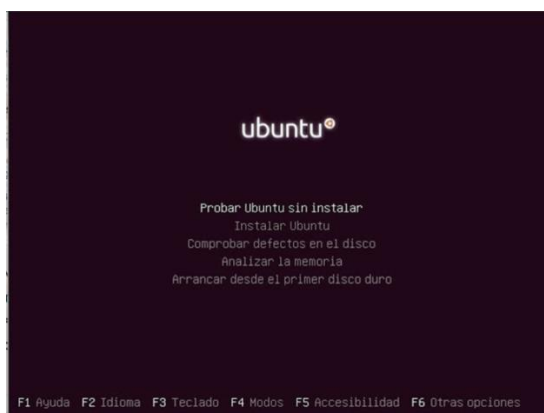 ubuntu
Probar Ubuntu sin instalar
Instalar Ubuntu
Comprobar defectos en el disco
Analizar la memoria
Arrancar desde el primer disco duro
F1 Ayuda F2 Idioma F3 Teclado F4 Modos F5 Accesibilidad F6 Otras opciones